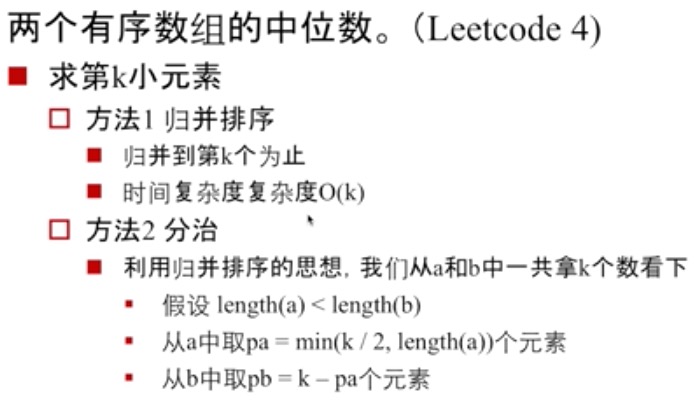 两个有序数组的中位数。（Leetcode 4)
求第k小元素
方法1 归并排序
归并到第k个为止
时间复杂度复杂度O(k)
方法2 分治
利用归并排序的思想, 我们从a和b中一共拿k个数看下
假设 length(a) < length(b)
从a中取pa = min(k / 2, length(a))个元素
从b中取pb = k – pa个元素